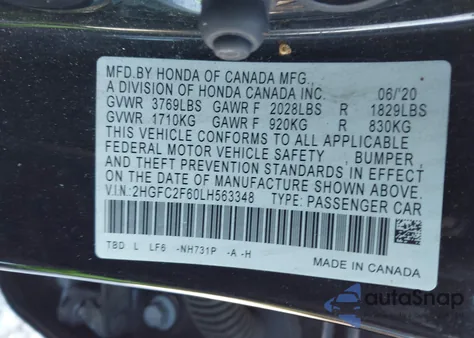 MFD.BY HONDA OF CANADA MFG.
A DIVISION OF HONDA CANADA INC. 06/'20
GVWR 3769LBS GAWR F 2028LBS R 1829LBS
GVWR 1710KG GAWR F 920KG R 830KG
THIS VEHICLE CONFORMS TO ALL APPLICABLE
FEDERAL MOTOR VEHICLE SAFETY , BUMPER,
AND THEFT PREVENTION STANDARDS IN EFFECT
ON THE DATE OF MANUFACTURE SHOWN ABOVE.
V.I.N: 2HGFC2F60LH563348 TYPE: PASSENGER CAR
TBD L LF6 -NH731P -A -H
MADE IN CANADA
autoSnap